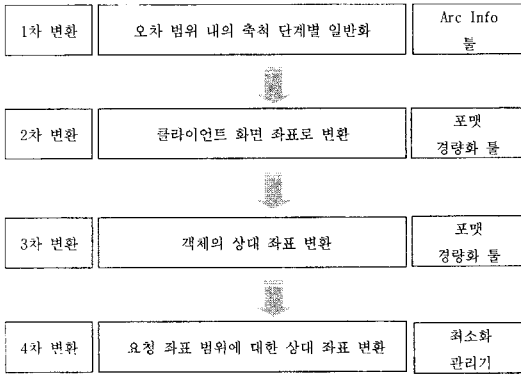 1차 변환
오차 범위 내의 축척 단계별 일반화
Arc Info
툴
2차 변환
클라이언트 화면 좌표로 변환
포맷
경량화 툴
3차 변환
객체의 상대 좌표 변환
포맷
경량화 툴
4차 변환
요청 좌표 범위에 대한 상대 좌표 변환
최소화
관리기